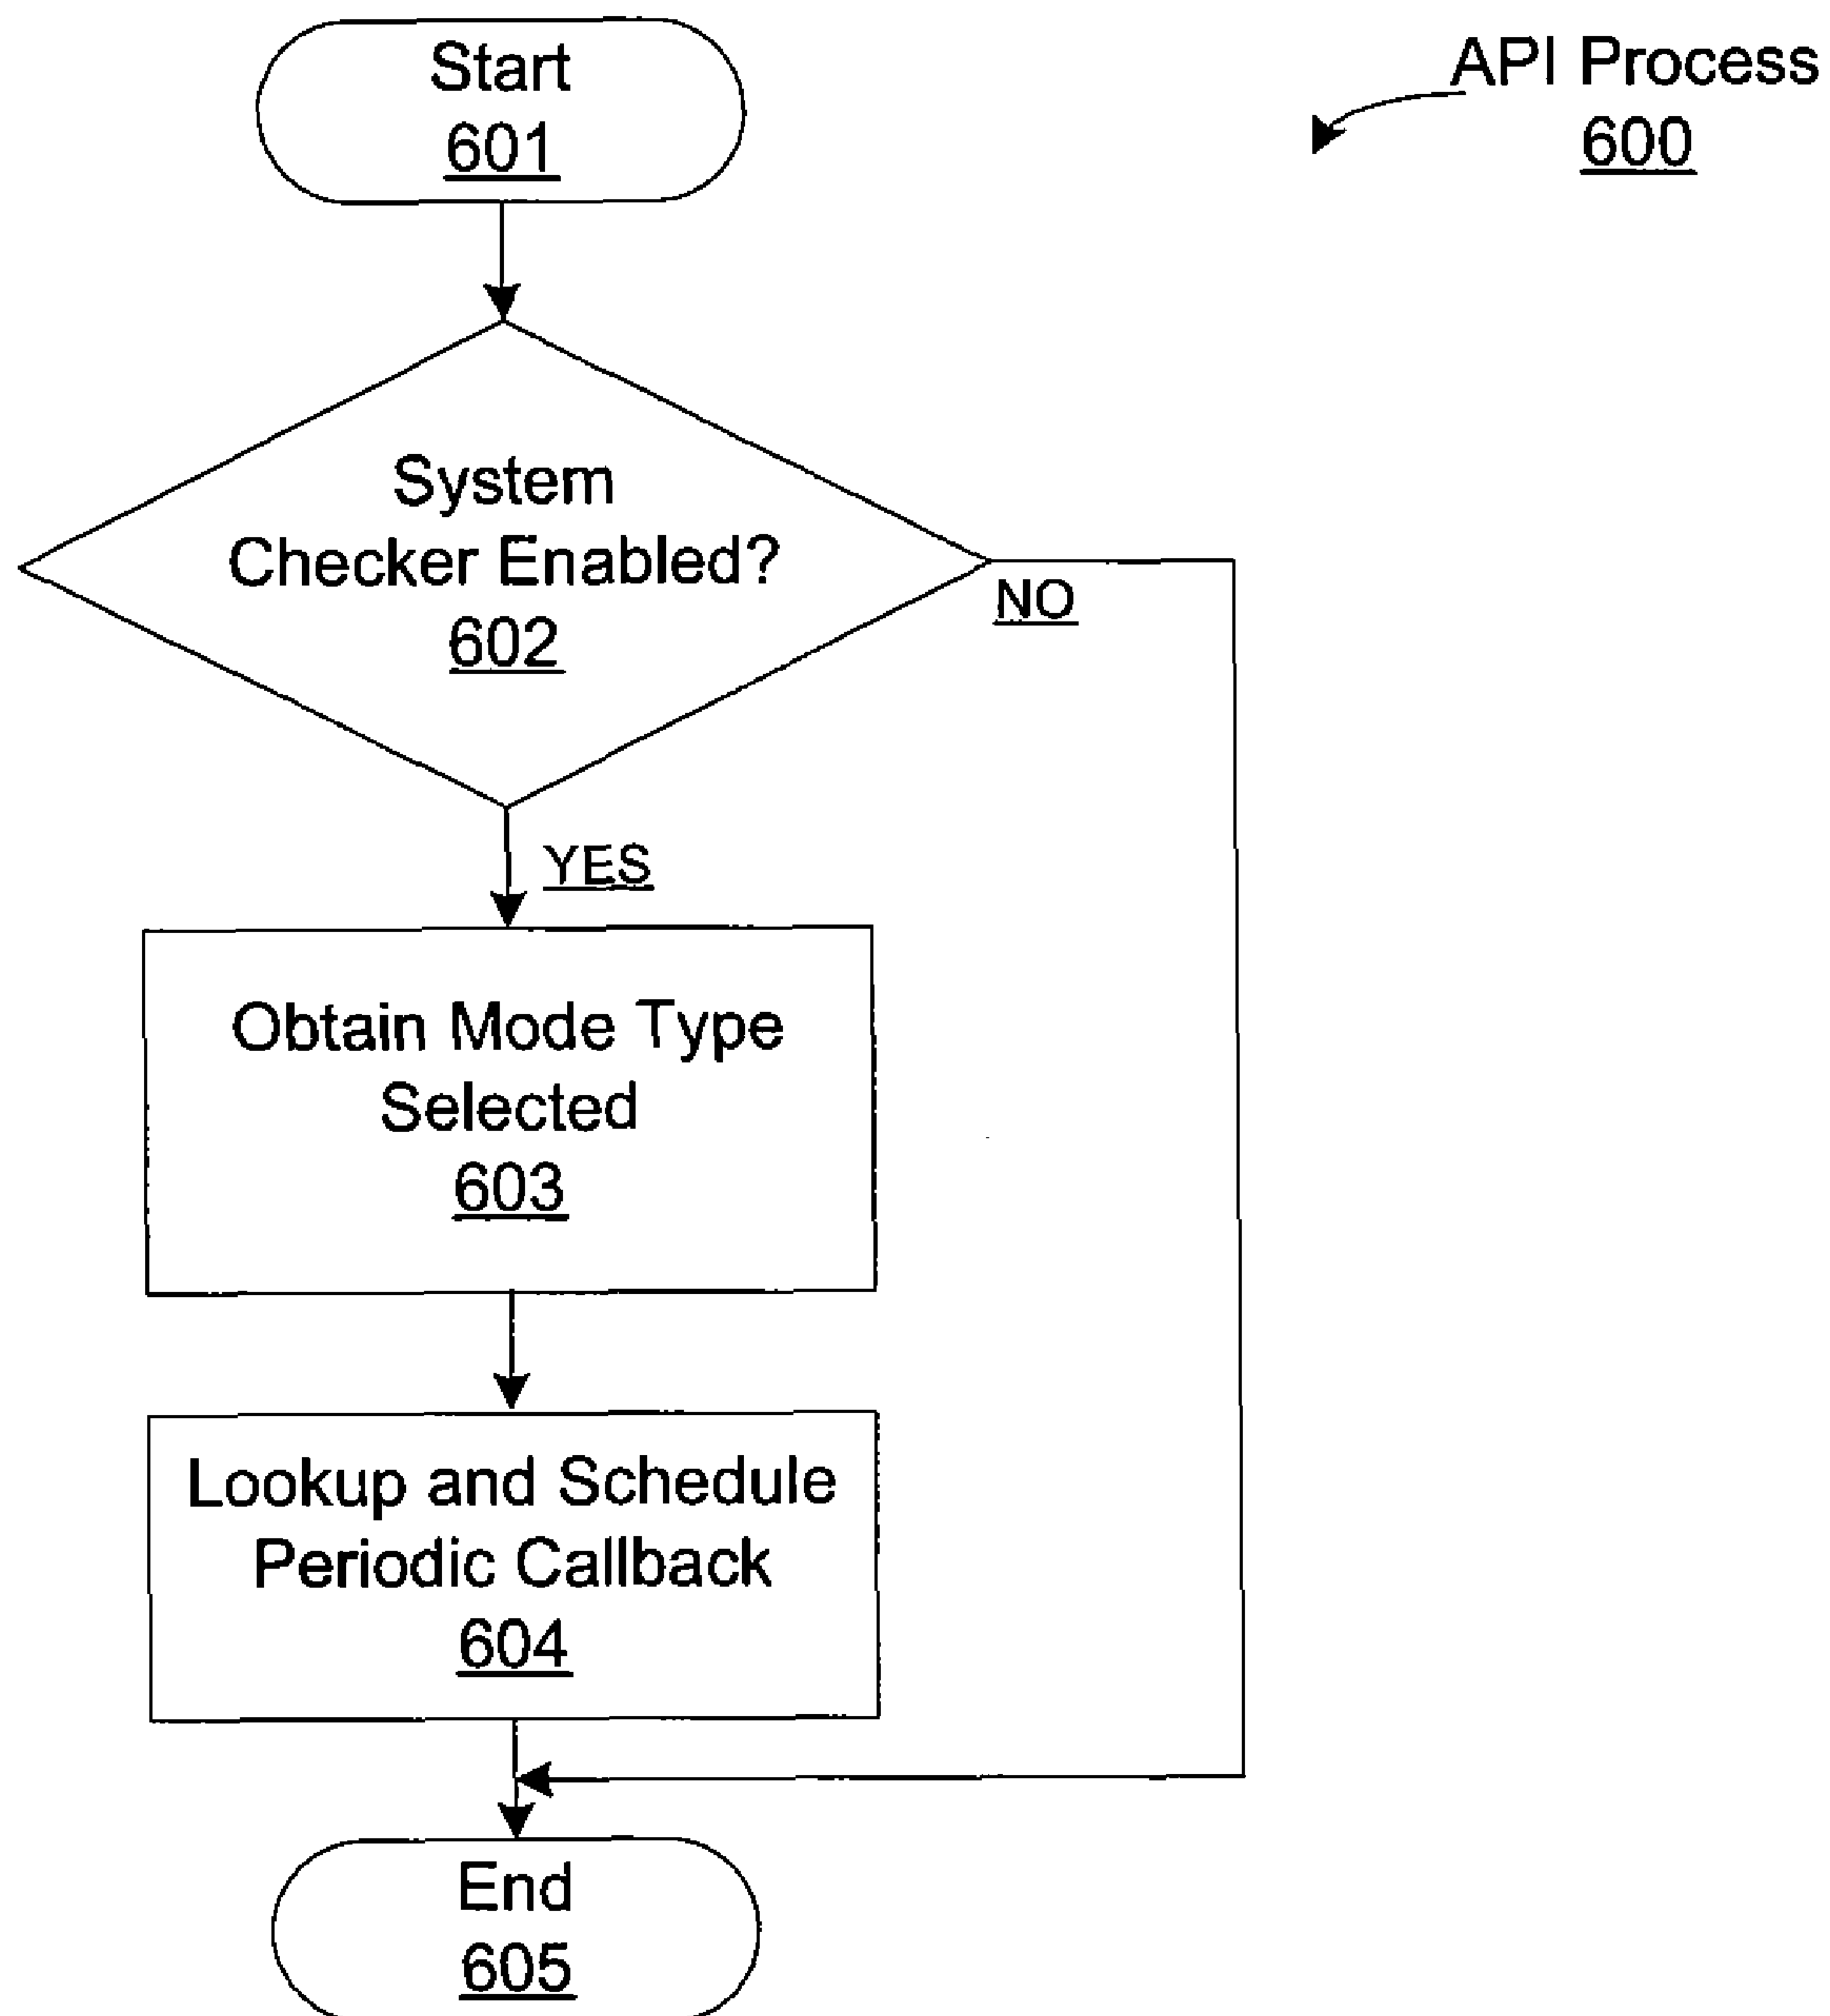 Start
601
API Process
600
System
Checker Enabled?
602
NO
YES
Obtain Mode Type
Selected
603
Lookup and Schedule
Periodic Callback
604
End
605